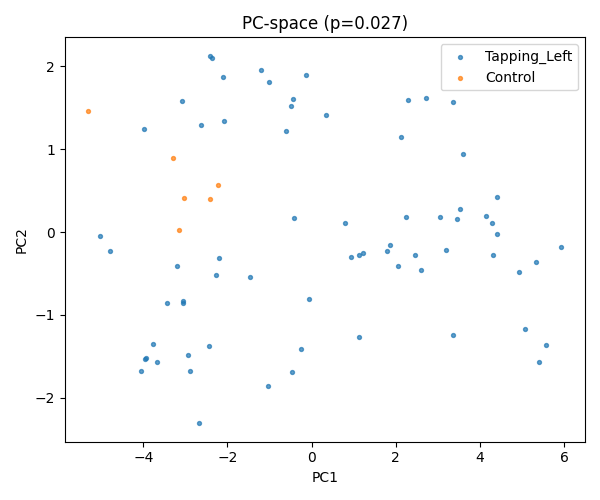 PC-space (p=0.027)
Tapping_Left
Control
PC2
2
1
0
−1
−2
−4
−2
0
2
4
6
PC1